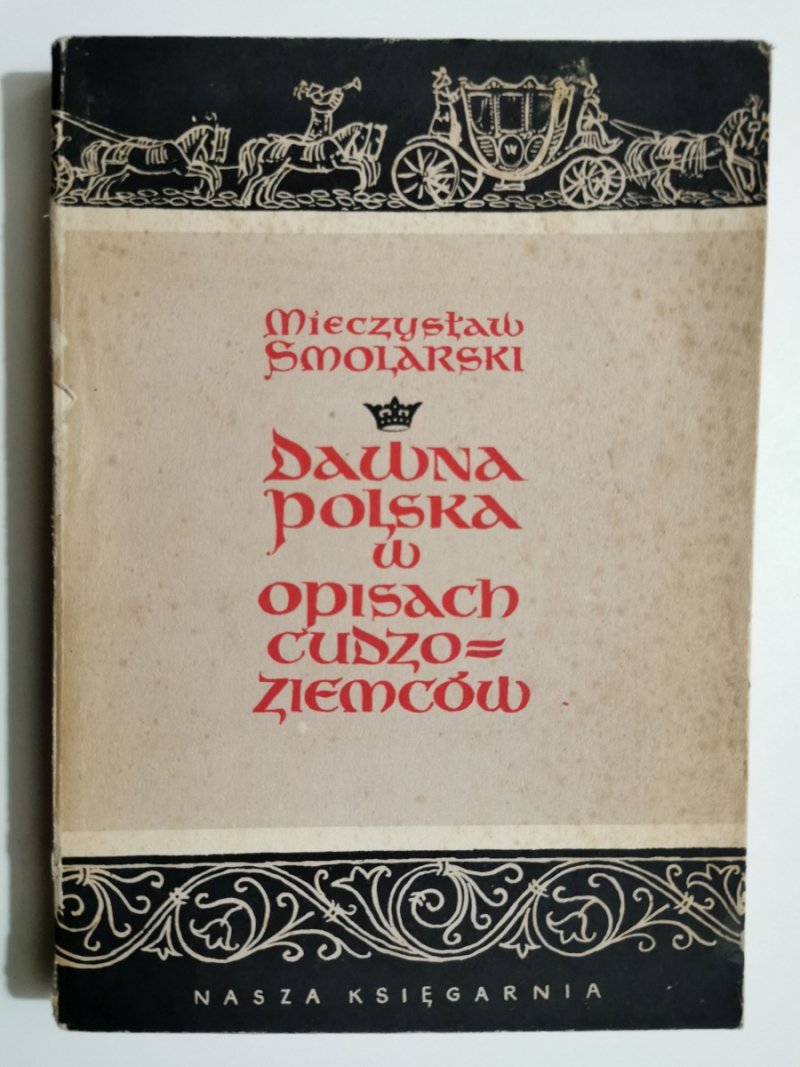 Mieczysław
Smolarski
Dawna
Polska
w
opisach
cudzo=
ziemców
W
NASZA KSIĘGARNIA